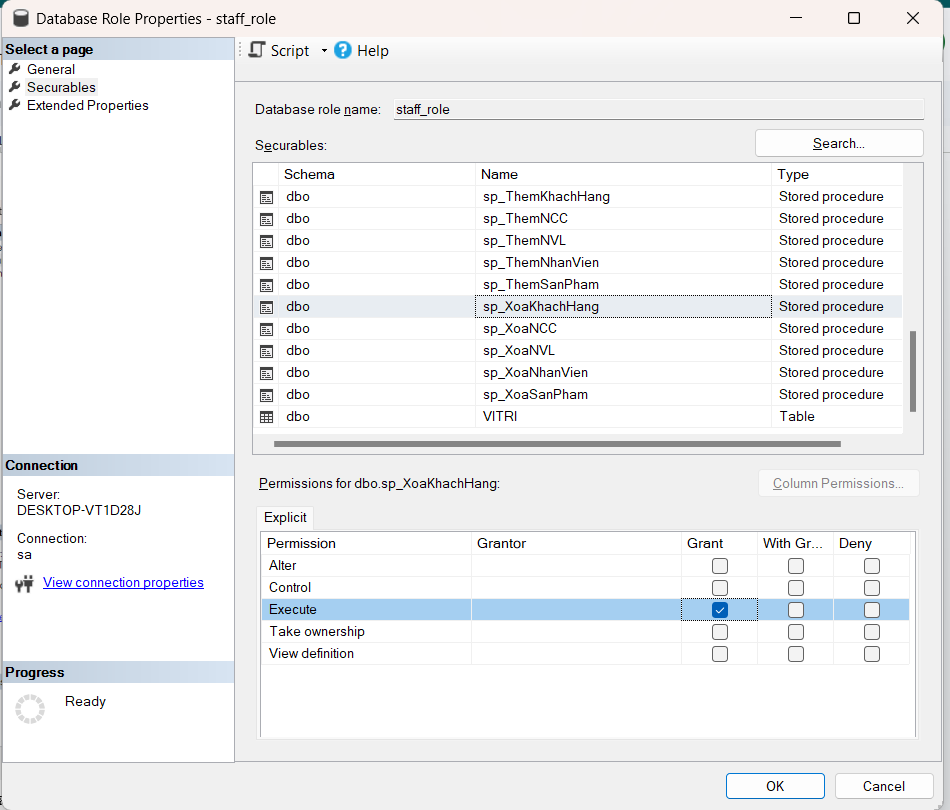 Database Role Properties - staff_role
Select a page
General
Securables
Extended Properties
Script
Help
Database role name: staff_role
Securables:
Search...
Schema Name Type
dbo sp_ThemKhachHang Stored procedure
dbo sp_ThemNCC Stored procedure
dbo sp_ThemNVL Stored procedure
dbo sp_ThemNhanVien Stored procedure
dbo sp_ThemSanPham Stored procedure
dbo sp_XoaKhachHang Stored procedure
dbo sp_XoaNCC Stored procedure
dbo sp_XoaNVL Stored procedure
dbo sp_XoaNhanVien Stored procedure
dbo sp_XoaSanPham Stored procedure
dbo VITRI Table
Connection
Server:
DESKTOP-VT1D28J
Connection:
sa
View connection properties
Progress
Ready
Permissions for dbo.sp_XoaKhachHang:
Column Permissions...
Explicit
Permission Grantor Grant With Gr... Deny
Alter
Control
Execute
Take ownership
View definition
OK
Cancel